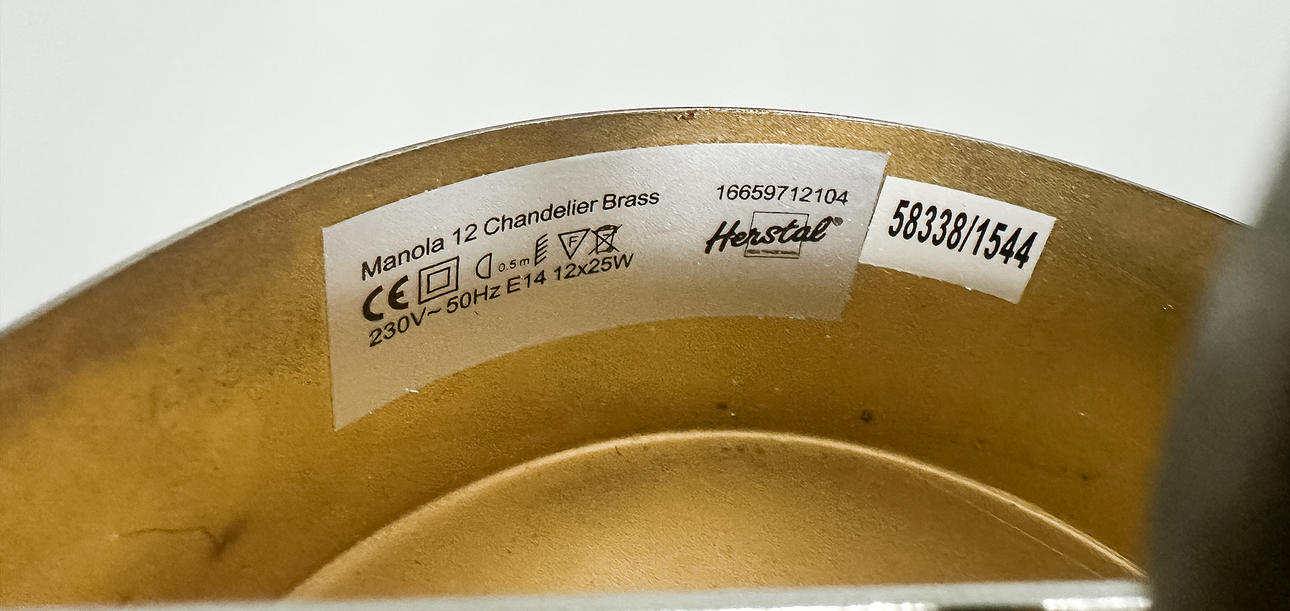 Manola 12 Chandelier Brass
CE 0.5m F
230V~ 50Hz E14 12x25W
16659712104
Herstal®
58338/1544